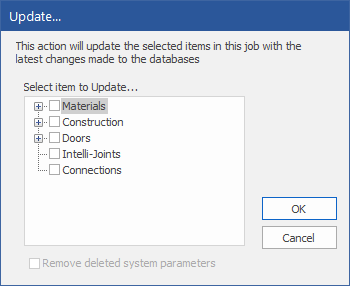 Update...
This action will update the selected items in this job with the
latest changes made to the databases
Select item to Update...
Materials
Construction
Doors
Intelli-Joints
Connections
OK
Cancel
Remove deleted system parameters